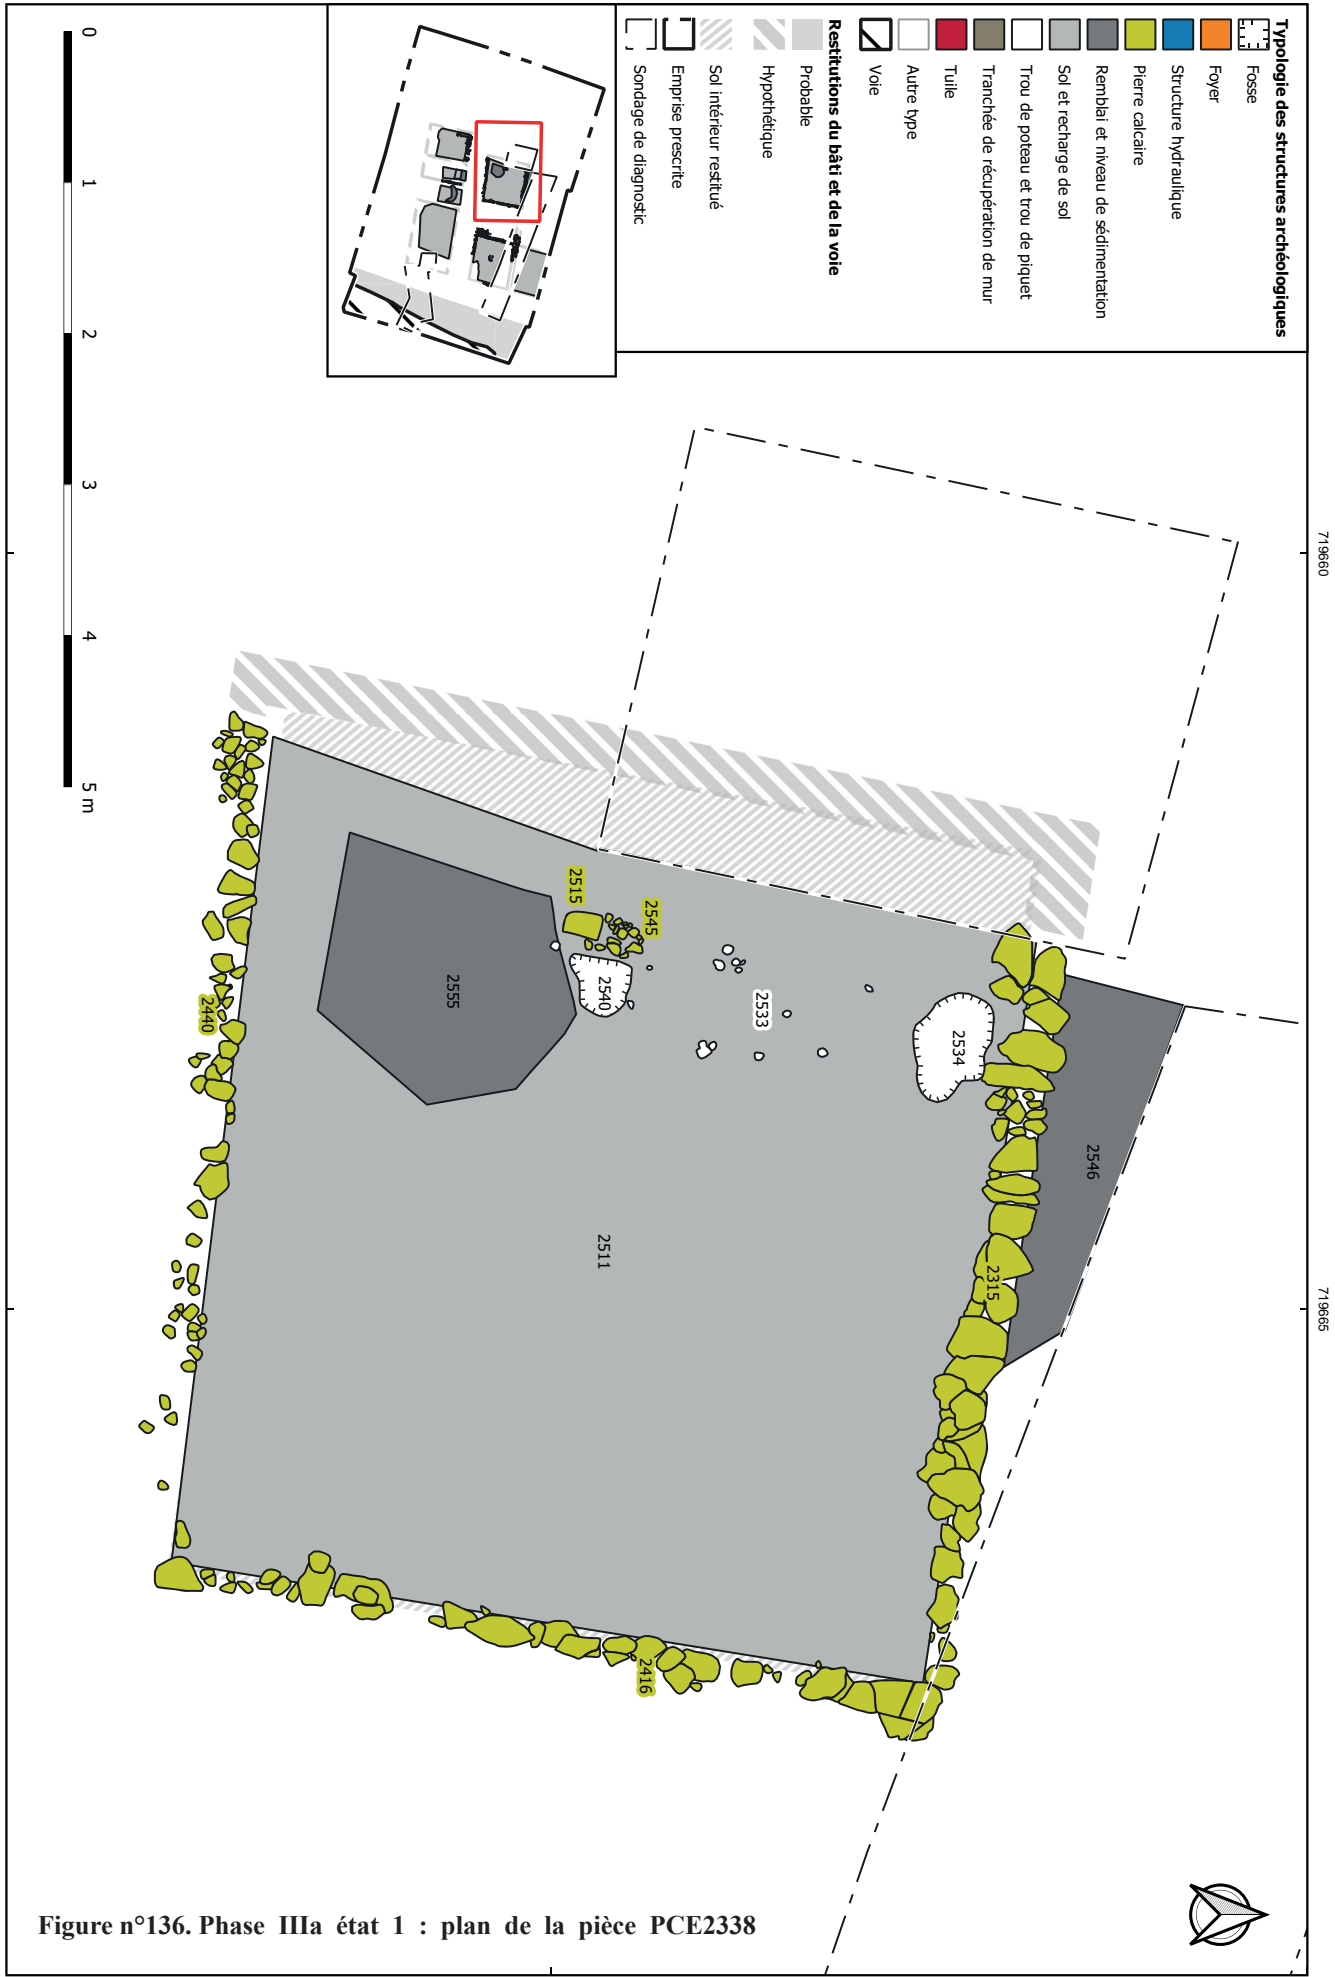 Typologie des structures archéologiques
Fosse
Foyer
Structure hydraulique
Pierre calcaire
Remblai et niveau de sédimentation
Sol et recharge de sol
Trou de poteau et trou de piquet
Tranchée de récupération de mur
Tuile
Autre type
Voie
Restitutions du bâti et de la voie
Probable
Hypothétique
Sol intérieur restitué
Emprise prescrite
Sondage de diagnostic
0
1
2
3
4
5 m
719660
719665
2546
2315
2534
2533
2545
2515
2540
2555
2511
2440
2416
Figure n°136. Phase IIIa état 1 : plan de la pièce PCE2338